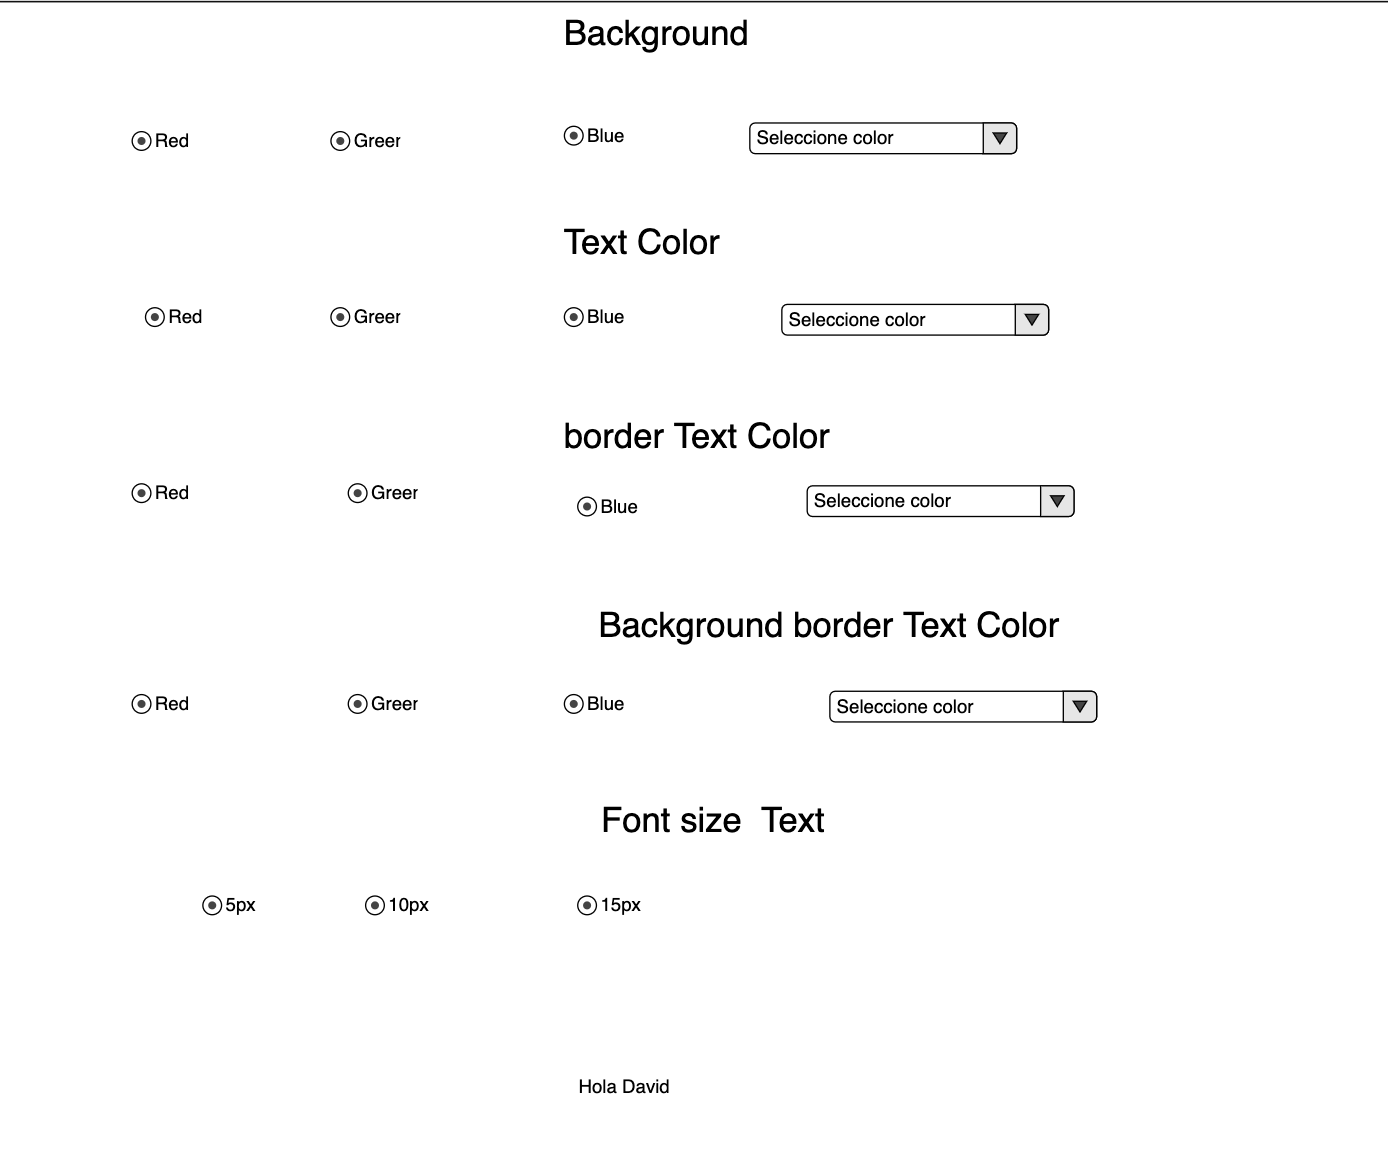 Background
Red Greer Blue Seleccione color
Text Color
Red Greer Blue Seleccione color
border Text Color
Red Greer Blue Seleccione color
Background border Text Color
Red Greer Blue Seleccione color
Font size Text
5px 10px 15px
Hola David